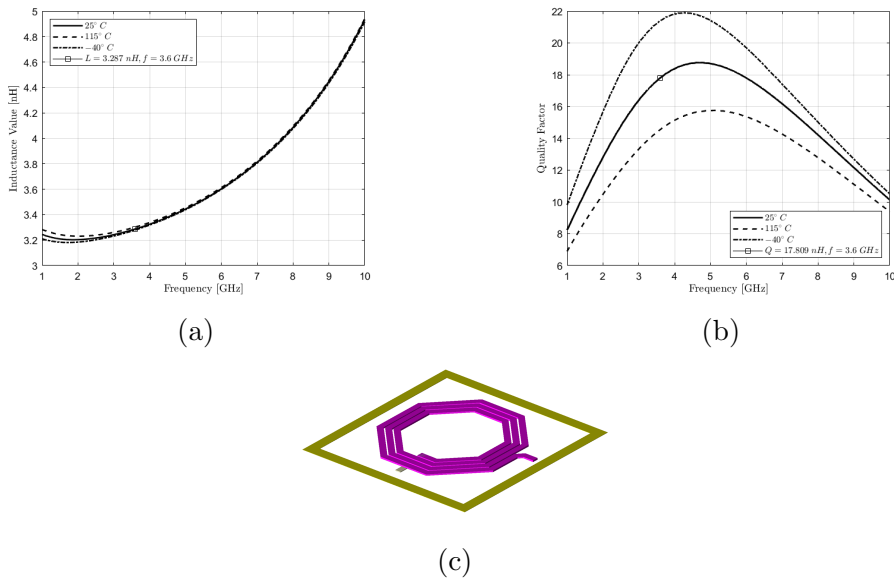 5
4.8
4.6
4.4
4.2
4
3.8
3.6
3.4
3.2
3
Inductance Value [nH]
25° C
115° C
−40° C
L = 3.287 nH, f = 3.6 GHz
1 2 3 4 5 6 7 8 9 10
Frequency [GHz]
(a)
22
20
18
16
14
12
10
8
6
Quality Factor
25° C
115° C
−40° C
Q = 17.809 nH, f = 3.6 GHz
1 2 3 4 5 6 7 8 9 10
Frequency [GHz]
(b)
(c)